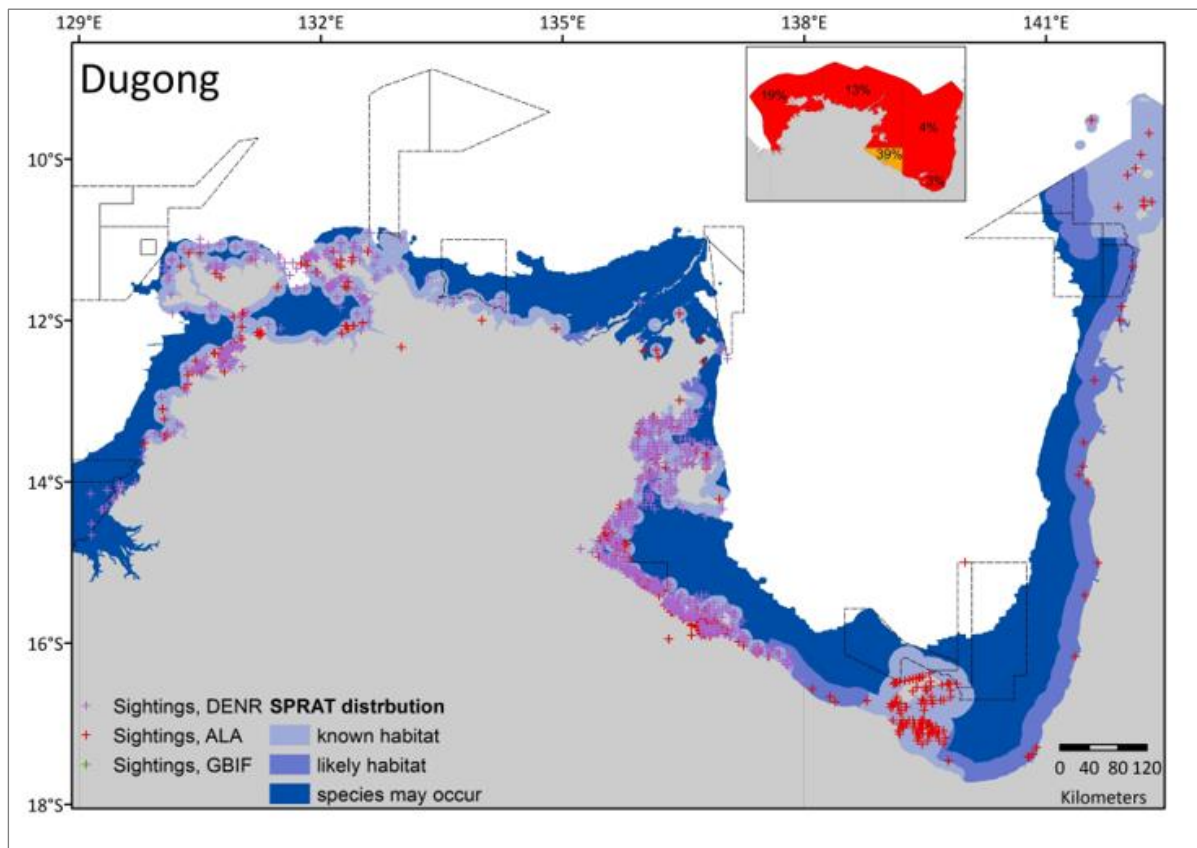 129°E 132°E 135°E 138°E 141°E
Dugong
19% 13% 4%
39%
10°S
12°S
14°S
16°S
18°S
Sightings, DENR SPRAT distrbution
Sightings, ALA known habitat
Sightings, GBIF likely habitat
species may occur
0 40 80 120
Kilometers